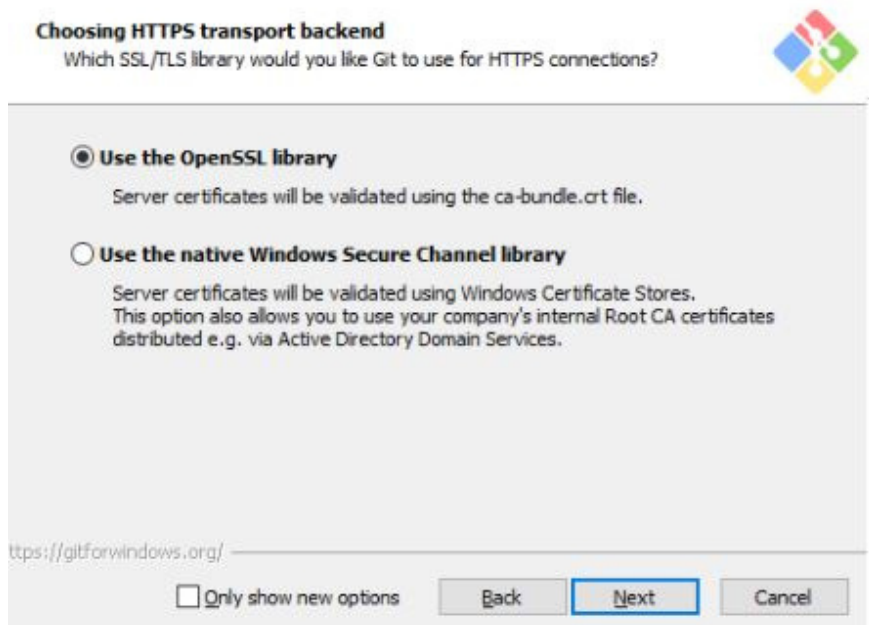 Choosing HTTPS transport backend
Which SSL/TLS library would you like Git to use for HTTPS connections?
Use the OpenSSL library
Server certificates will be validated using the ca-bundle.crt file.
Use the native Windows Secure Channel library
Server certificates will be validated using Windows Certificate Stores.
This option also allows you to use your company's internal Root CA certificates
distributed e.g. via Active Directory Domain Services.
ttps://gitforwindows.org/
Only show new options
Back
Next
Cancel